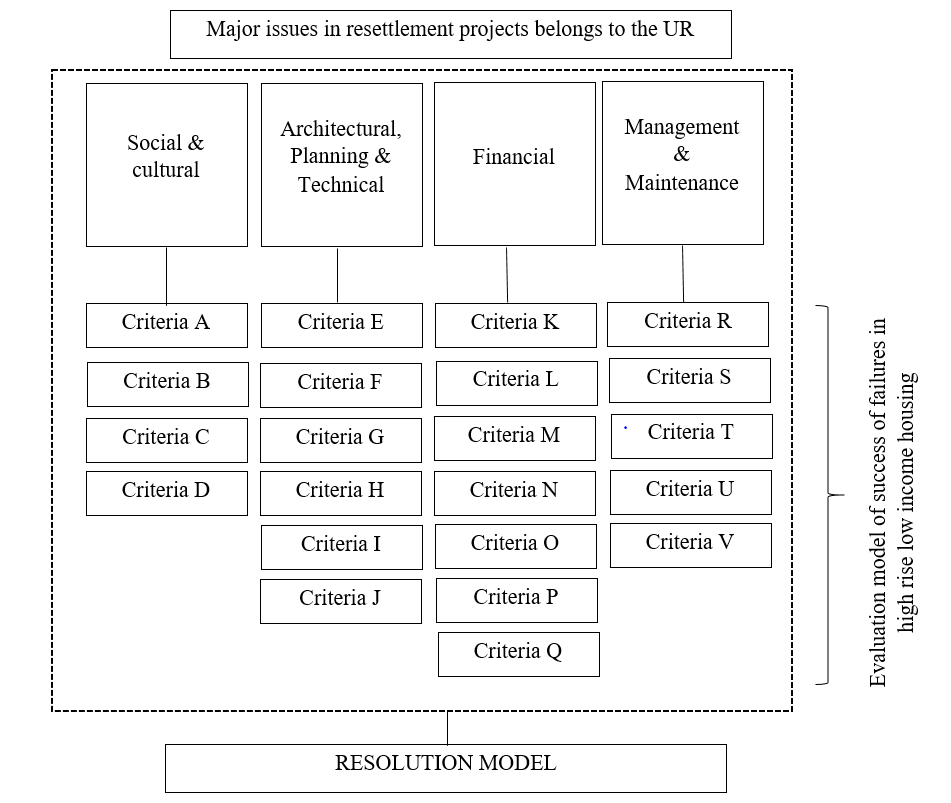 Major issues in resettlement projects belongs to the UR
Social &
cultural
Architectural,
Planning &
Technical
Financial
Management
&
Maintenance
Criteria A
Criteria B
Criteria C
Criteria D
Criteria E
Criteria F
Criteria G
Criteria H
Criteria I
Criteria J
Criteria K
Criteria L
Criteria M
Criteria N
Criteria O
Criteria P
Criteria Q
Criteria R
Criteria S
Criteria T
Criteria U
Criteria V
Evaluation model of success of failures in
high rise low income housing
RESOLUTION MODEL